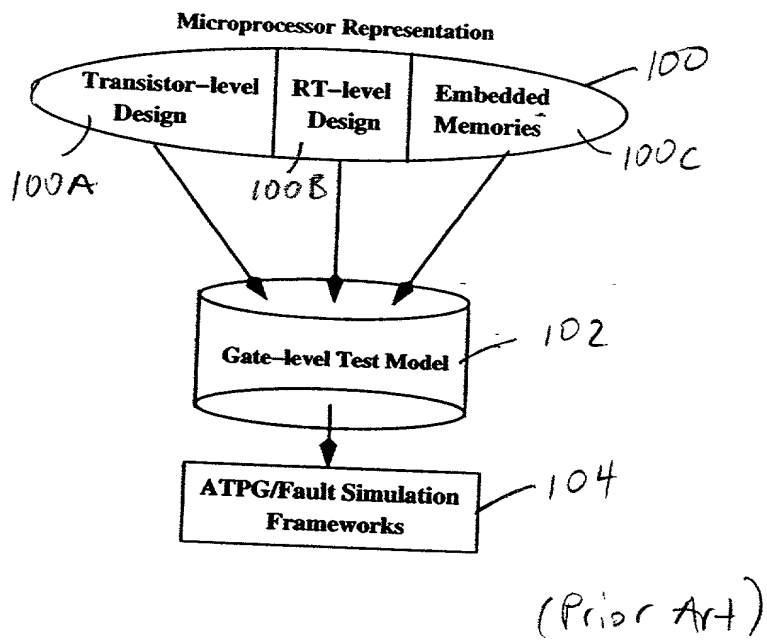 Microprocessor Representation
100
Transistor–level
Design
RT–level
Design
Embedded
Memories
100A
100B
100C
Gate–level Test Model
102
ATPG/Fault Simulation
Frameworks
104
(Prior Art)